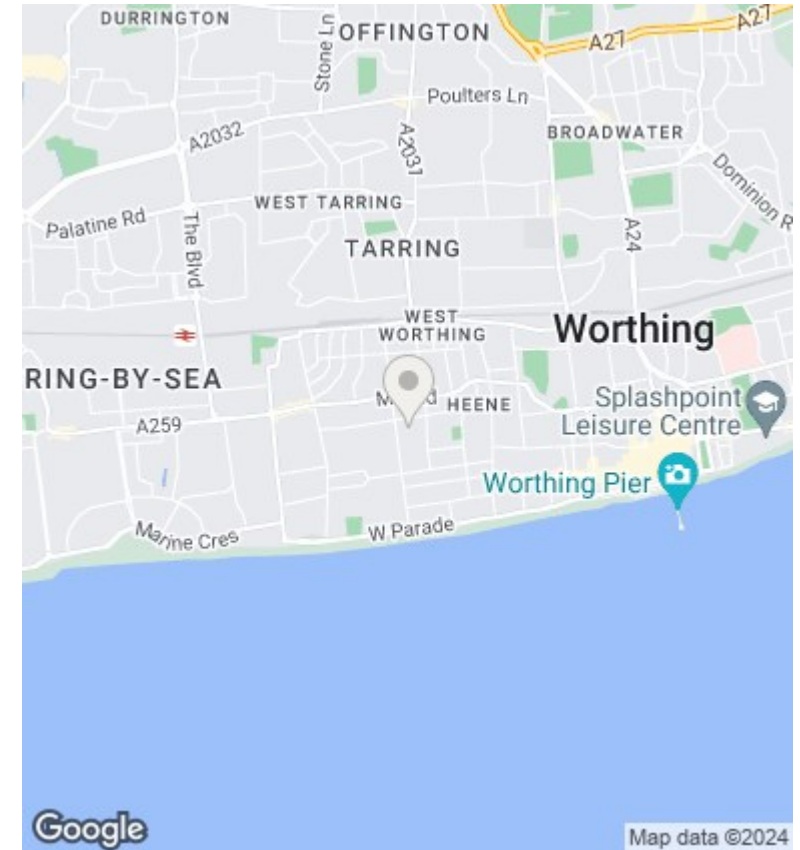 DURRINGTON
Stone Ln
OFFINGTON
A27
A27
Poulters Ln
A2032
A2031
BROADWATER
Dominion R
WEST TARRING
Palatine Rd
The Blvd
TARRING
A24
WEST
WORTHING
Worthing
RING-BY-SEA
HEENE
Splashpoint
Leisure Centre
A259
Worthing Pier
Marine Cres
W Parade
Google
Map data ©2024